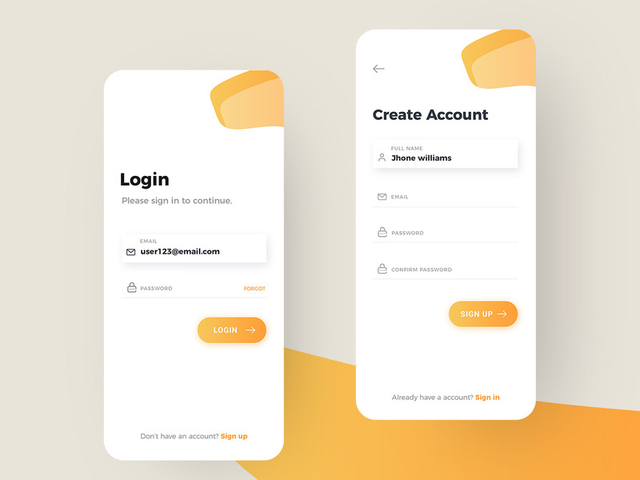 Login
Please sign in to continue.
EMAIL
user123@email.com
PASSWORD FORGOT
LOGIN
Don't have an account? Sign up
Create Account
FULL NAME
Jhone williams
EMAIL
PASSWORD
CONFIRM PASSWORD
SIGN UP
Already have a account? Sign in